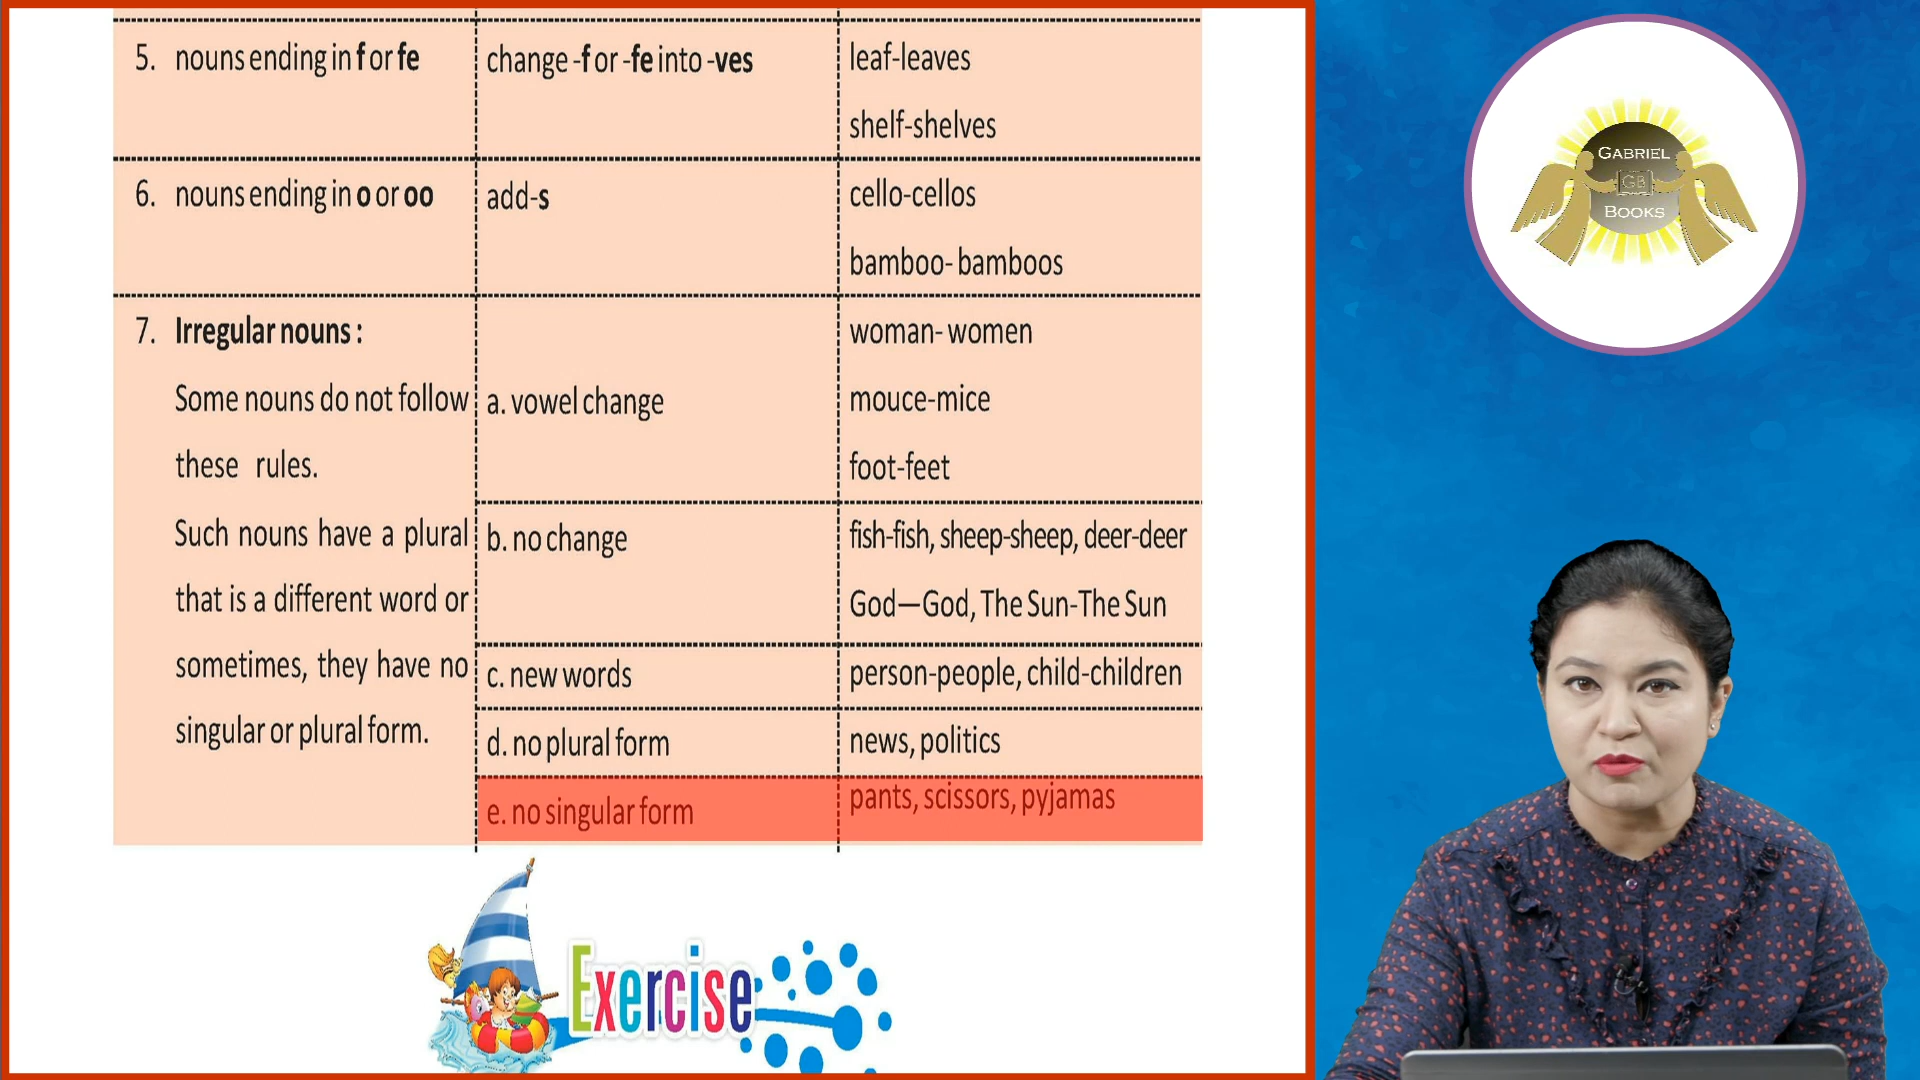 5. nouns ending in f or fe change -f or -fe into -ves leaf-leaves
shelf-shelves
6. nouns ending in o or oo add-s cello-cellos
bamboo- bamboos
7. Irregular nouns : woman- women
Some nouns do not follow a. vowel change mouce-mice
these rules. foot-feet
Such nouns have a plural b. no change fish-fish, sheep-sheep, deer-deer
that is a different word or God—God, The Sun-The Sun
sometimes, they have no c. new words person-people, child-children
singular or plural form. d. no plural form news, politics
e. no singular form pants, scissors, pyjamas
Exercise
GABRIEL
GB
BOOKS